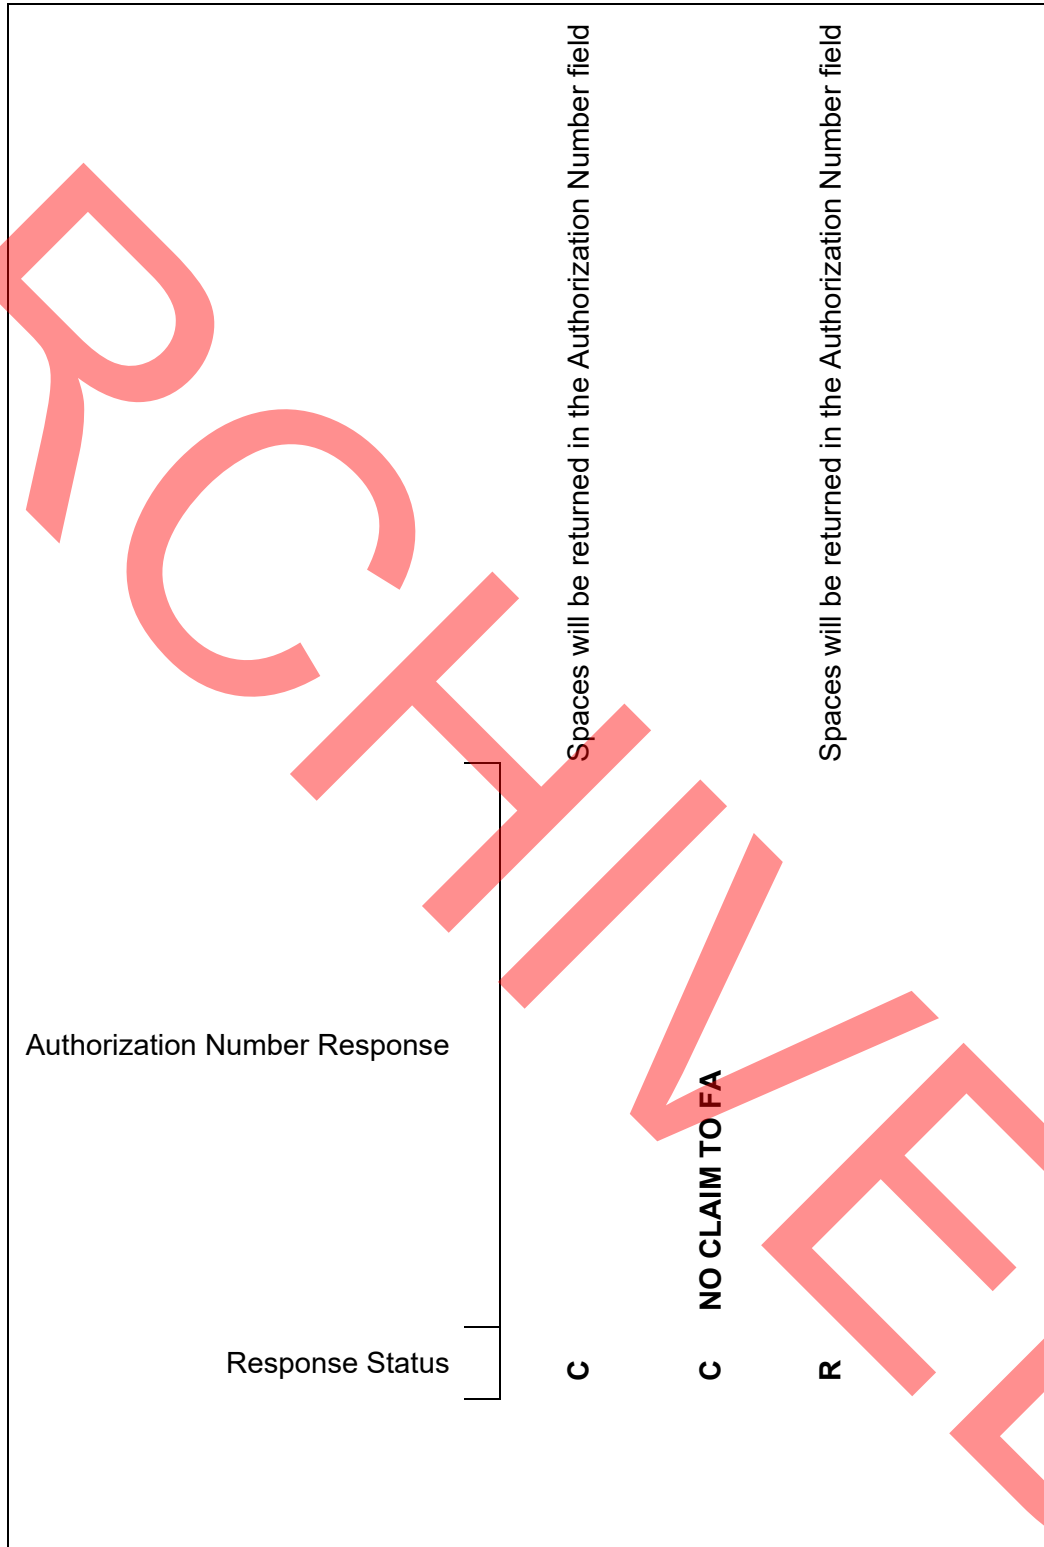 Authorization Number Response
Response Status
C Spaces will be returned in the Authorization Number field
C NO CLAIM TO FA
R Spaces will be returned in the Authorization Number field
RCHIVE